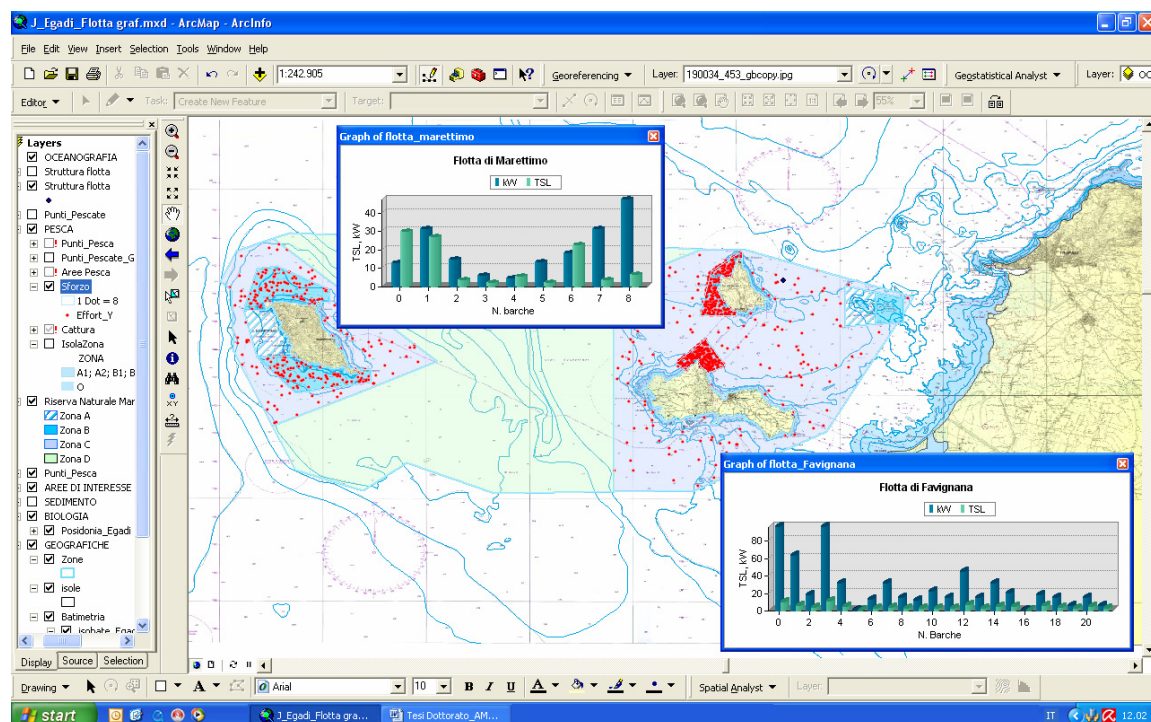 J_Egadi_Flotta graf.mxd - ArcMap - ArcInfo
File Edit View Insert Selection Tools Window Help
1:242.905 Georeferencing Layer: 190034_453_gbcopy.jpg Geostatistical Analyst Layer: OC
Editor Task: Create New Feature Target: 55%
Layers
OCEANOGRAFIA
Struttura flotta
Struttura flotta
Punti_Pescate
PESCA
Punti_Pesca
Punti_Pescate_G
Aree Pesca
Sforzo
1 Dot = 8
Effort_Y
Cattura
IsolaZona
ZONA
A1; A2; B1; B
O
Riserva Naturale Mar
Zona A
Zona B
Zona C
Zona D
Punti_Pesca
AREE DI INTERESSE
SEDIMENTO
BIOLOGIA
Posidonia_Egadi
GEOGRAFICHE
Zone
isole
Batimetria
isobate_Egad
Display Source Selection
Graph of flotta_marettimo
Flotta di Marettimo
kW TSL
TSL, kW
40
30
20
10
0
0 1 2 3 4 5 6 7 8
N. barche
Graph of flotta_Favignana
Flotta di Favignana
kW TSL
TSL, kW
80
60
40
20
0
0 2 4 6 8 10 12 14 16 18 20
N. Barche
Drawing A Arial 10 B I U A Spatial Analyst Layer:
start J_Egadi_Flotta gra... Tesi Dottorato_AM... IT 12.02